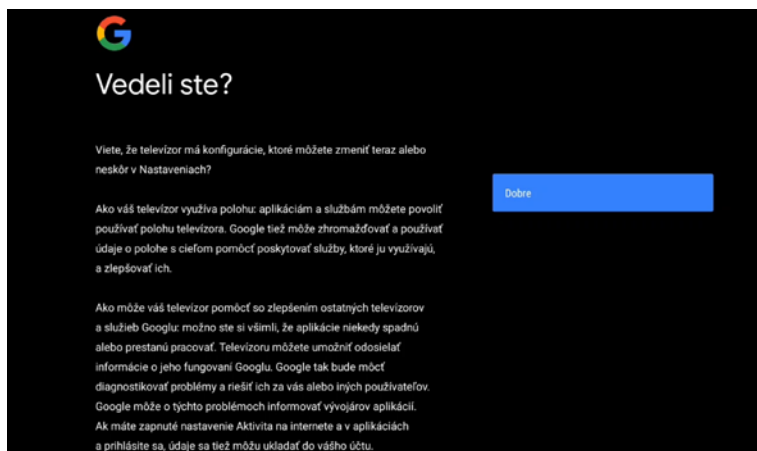 Vedeli ste?
Viete, že televízor má konfigurácie, ktoré môžete zmeniť teraz alebo
neskôr v Nastaveniach?
Dobre
Ako váš televízor využíva polohu: aplikáciám a službám môžete povoliť
používať polohu televízora. Google tiež môže zhromažďovať a používať
údaje o polohe s cieľom pomôcť poskytovať služby, ktoré ju využívajú,
a zlepšovať ich.
Ako môže váš televízor pomôcť so zlepšením ostatných televízorov
a služieb Googlu: možno ste si všimli, že aplikácie niekedy spadnú
alebo prestanú pracovať. Televízoru môžete umožniť odosielať
informácie o jeho fungovaní Googlu. Google tak bude môcť
diagnostikovať problémy a riešiť ich za vás alebo iných používateľov.
Google môže o týchto problémoch informovať vývojárov aplikácií.
Ak máte zapnuté nastavenie Aktivita na internete a v aplikáciách
a prihlásite sa, údaje sa tiež môžu ukladať do vášho účtu.